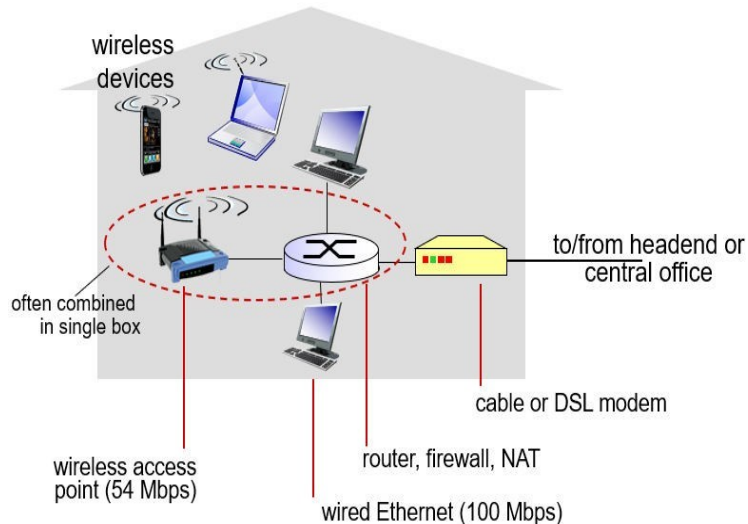 wireless
devices
to/from headend or
central office
often combined
in single box
cable or DSL modem
router, firewall, NAT
wireless access
point (54 Mbps)
wired Ethernet (100 Mbps)